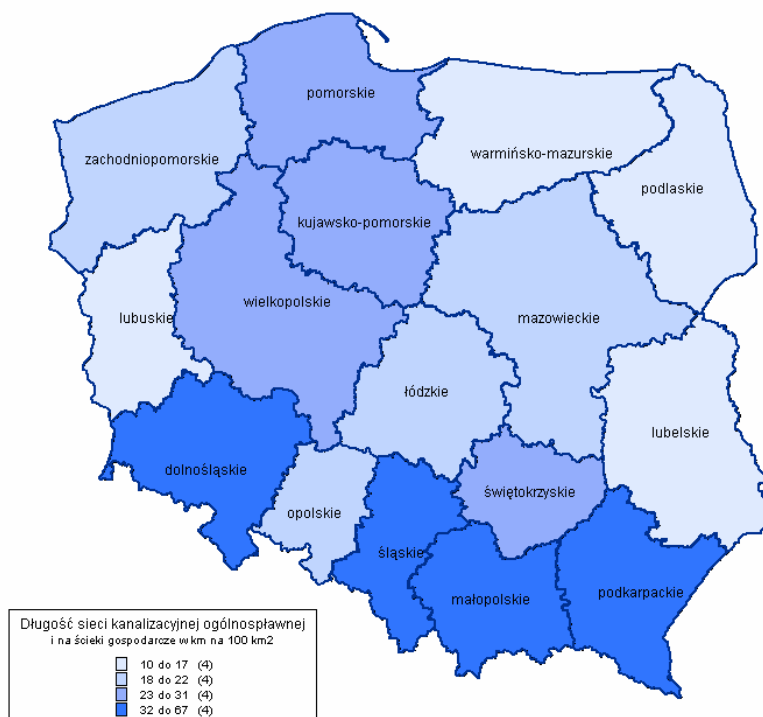 pomorskie
warmińsko-mazurskie
zachodniopomorskie
podlaskie
kujawsko-pomorskie
wielkopolskie
lubuskie
mazowieckie
łódzkie
lubelskie
dolnośląskie
świętokrzyskie
opolskie
śląskie
małopolskie
podkarpackie
Długość sieci kanalizacyjnej ogólnospławnej
i na ścieki gospodarcze w km na 100 km2
10 do 17 (4)
18 do 22 (4)
23 do 31 (4)
32 do 67 (4)